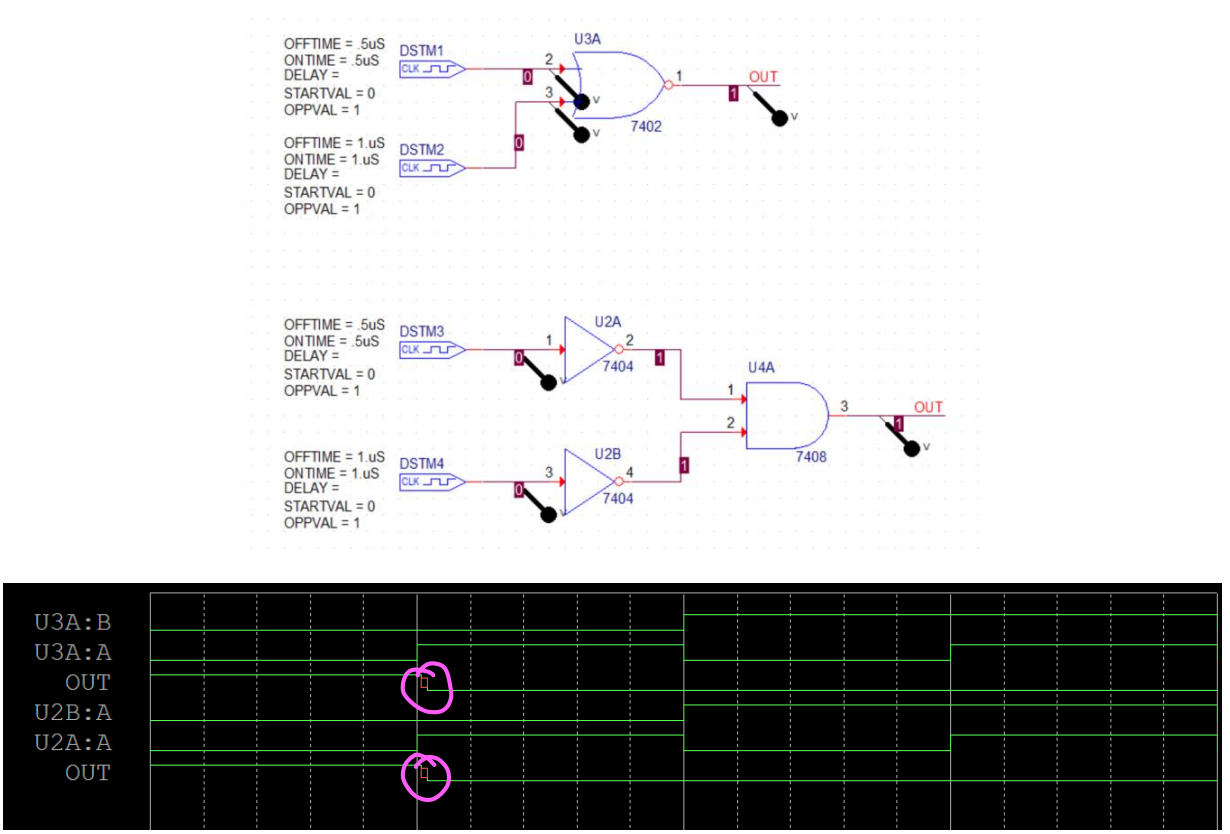 OFFTIME = .5uS
ONTIME = .5uS
DELAY =
STARTVAL = 0
OPPVAL = 1
DSTM1
CLK
0
2
3
U3A
1
7402
1
OUT
V
V
V
OFFTIME = 1.uS
ONTIME = 1.uS
DELAY =
STARTVAL = 0
OPPVAL = 1
DSTM2
CLK
0
OFFTIME = .5uS
ONTIME = .5uS
DELAY =
STARTVAL = 0
OPPVAL = 1
DSTM3
CLK
0
1
V
U2A
2
7404
1
U4A
1
2
3
7408
OUT
1
V
OFFTIME = 1.uS
ONTIME = 1.uS
DELAY =
STARTVAL = 0
OPPVAL = 1
DSTM4
CLK
0
3
V
U2B
4
7404
1
U3A:B
U3A:A
OUT
U2B:A
U2A:A
OUT